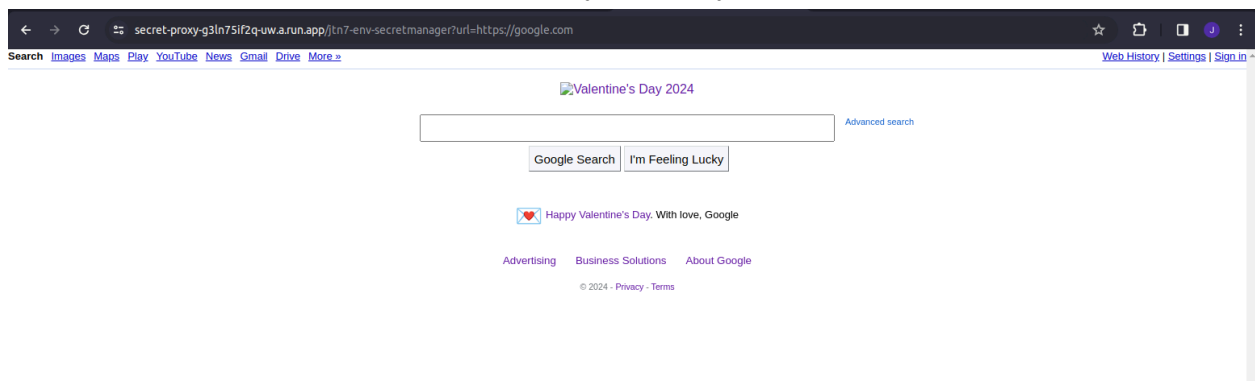 secret-proxy-g3ln75if2q-uw.a.run.app/jtn7-env-secretmanager?url=https://google.com
J
Search Images Maps Play YouTube News Gmail Drive More » Web History | Settings | Sign in
Valentine's Day 2024
Advanced search
Google Search I'm Feeling Lucky
Happy Valentine's Day. With love, Google
Advertising Business Solutions About Google
© 2024 - Privacy - Terms